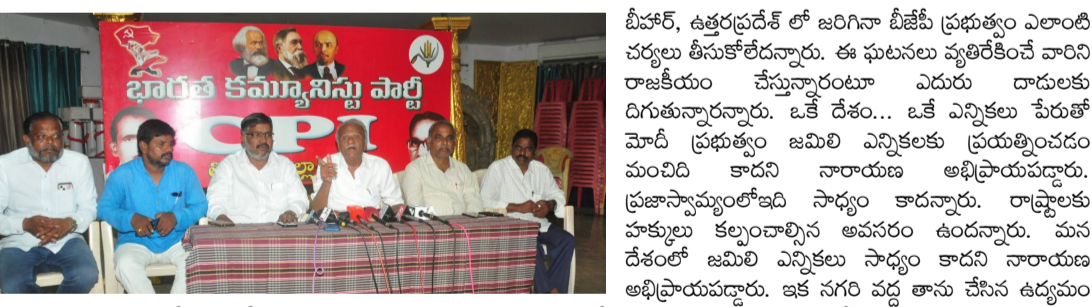 భారత కమ్యూనిస్టు పార్టీ
CPI
బీహార్, ఉత్తరప్రదేశ్ లో జరిగినా బీజేపీ ప్రభుత్వం ఎలాంటి
చర్యలు తీసుకోలేదన్నారు. ఈ ఘటనలు వ్యతిరేకించే వారిని
రాజకీయం చేస్తున్నారంటూ ఎదురు దాడులకు
దిగుతున్నారన్నారు. ఒకే దేశం... ఒకే ఎన్నికలు పేరుతో
మోదీ ప్రభుత్వం జమిలి ఎన్నికలకు ప్రయత్నించడం
మంచిది కాదని నారాయణ అభిప్రాయపడ్డారు.
ప్రజాస్వామ్యంలోఇది సాధ్యం కాదన్నారు. రాష్ట్రాలకు
హక్కులు కల్పంచాల్సిన అవసరం ఉందన్నారు. మన
దేశంలో జమిలి ఎన్నికలు సాధ్యం కాదని నారాయణ
అభిప్రాయపడ్డారు. ఇక నగరి వద్ద తాను చేసిన ఉద్యమం